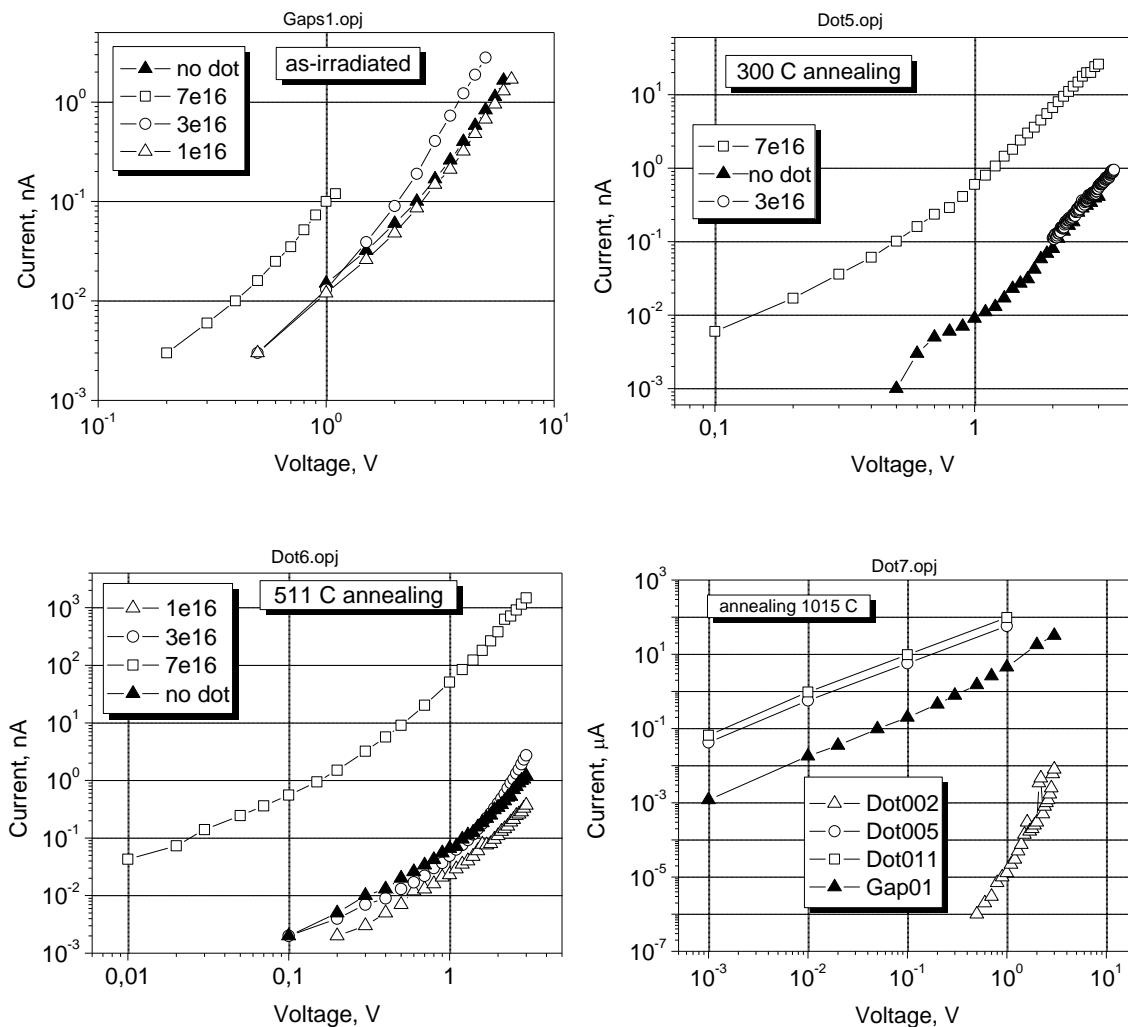 Gaps1.opj
as-irradiated
no dot
7e16
3e16
1e16
10^0
10^-1
10^-2
10^-3
Current, nA
10^-1
10^0
10^1
Voltage, V
Dot5.opj
300 C annealing
7e16
no dot
3e16
10^1
10^0
10^-1
10^-2
10^-3
Current, nA
0,1
1
Voltage, V
Dot6.opj
511 C annealing
1e16
3e16
7e16
no dot
10^3
10^2
10^1
10^0
10^-1
10^-2
10^-3
Current, nA
0,01
0,1
1
Voltage, V
Dot7.opj
annealing 1015 C
10^3
10^1
10^-1
10^-3
10^-5
10^-7
Current, μA
Dot002
Dot005
Dot011
Gap01
10^-3
10^-2
10^-1
10^0
10^1
Voltage, V